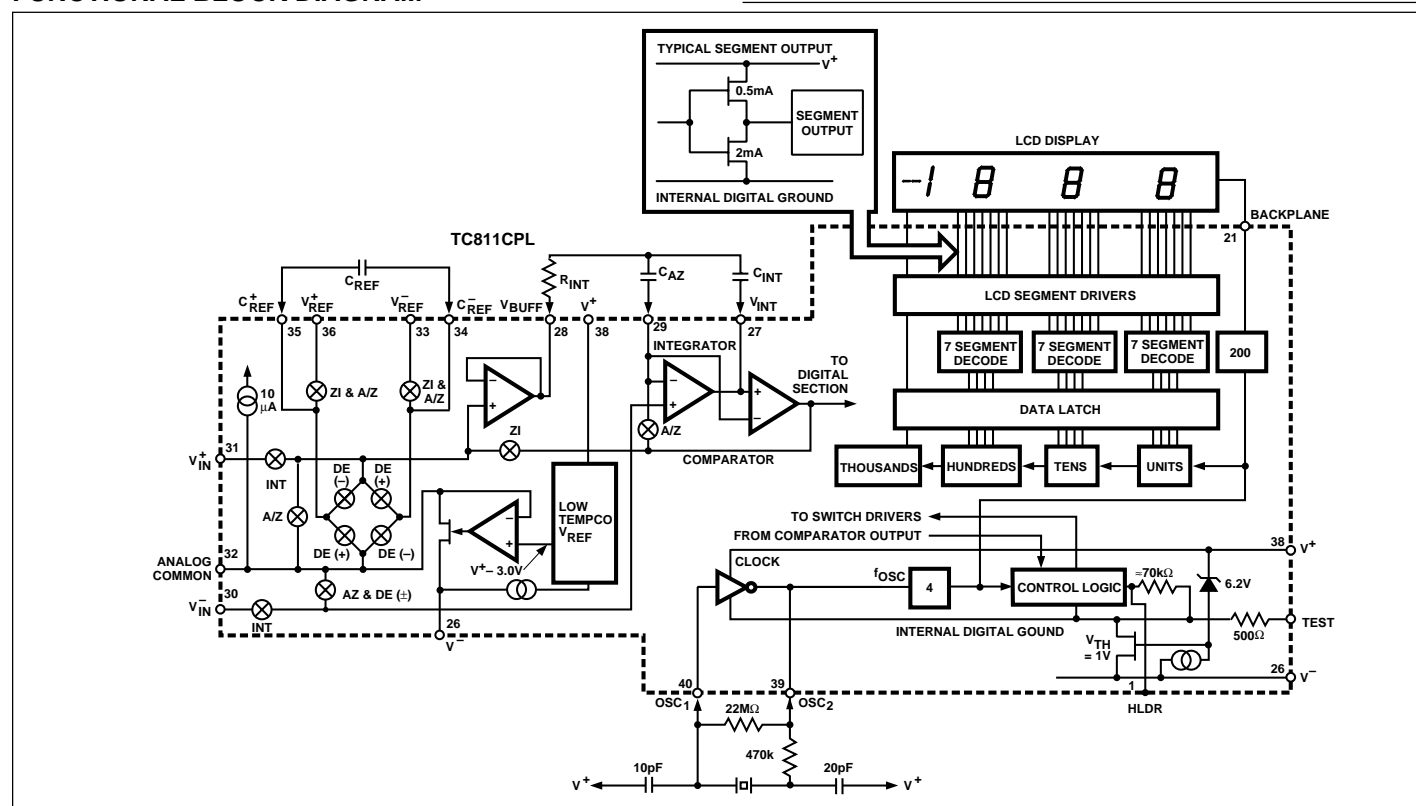 FUNCTIONAL BLOCK DIAGRAM
TYPICAL SEGMENT OUTPUT
V+
0.5mA
SEGMENT
OUTPUT
2mA
INTERNAL DIGITAL GROUND
LCD DISPLAY
--1 8 8 8
BACKPLANE
21
TC811CPL
LCD SEGMENT DRIVERS
7 SEGMENT
DECODE
7 SEGMENT
DECODE
7 SEGMENT
DECODE
200
DATA LATCH
THOUSANDS
HUNDREDS
TENS
UNITS
CREF
RINT
CAZ
CINT
C+REF
V+REF
V–REF
C–REF
VBUFF
V+
VINT
35
36
33
34
28
38
29
27
INTEGRATOR
TO
DIGITAL
SECTION
10
µA
ZI & A/Z
ZI &
A/Z
–
+
–
+
+
–
A/Z
ZI
COMPARATOR
31
V+IN
INT
DE
(–)
DE
(+)
A/Z
DE (+)
DE (–)
–
+
LOW
TEMPCO
VREF
V+ – 3.0V
32
ANALOG
COMMON
AZ & DE (±)
30
V–IN
INT
26
V–
TO SWITCH DRIVERS
FROM COMPARATOR OUTPUT
38
V+
CLOCK
fOSC
4
CONTROL LOGIC
≈70kΩ
6.2V
INTERNAL DIGITAL GOUND
TEST
500Ω
VTH
= 1V
26
V–
1
HLDR
40
OSC1
39
OSC2
22MΩ
470k
10pF
20pF
V+
V+